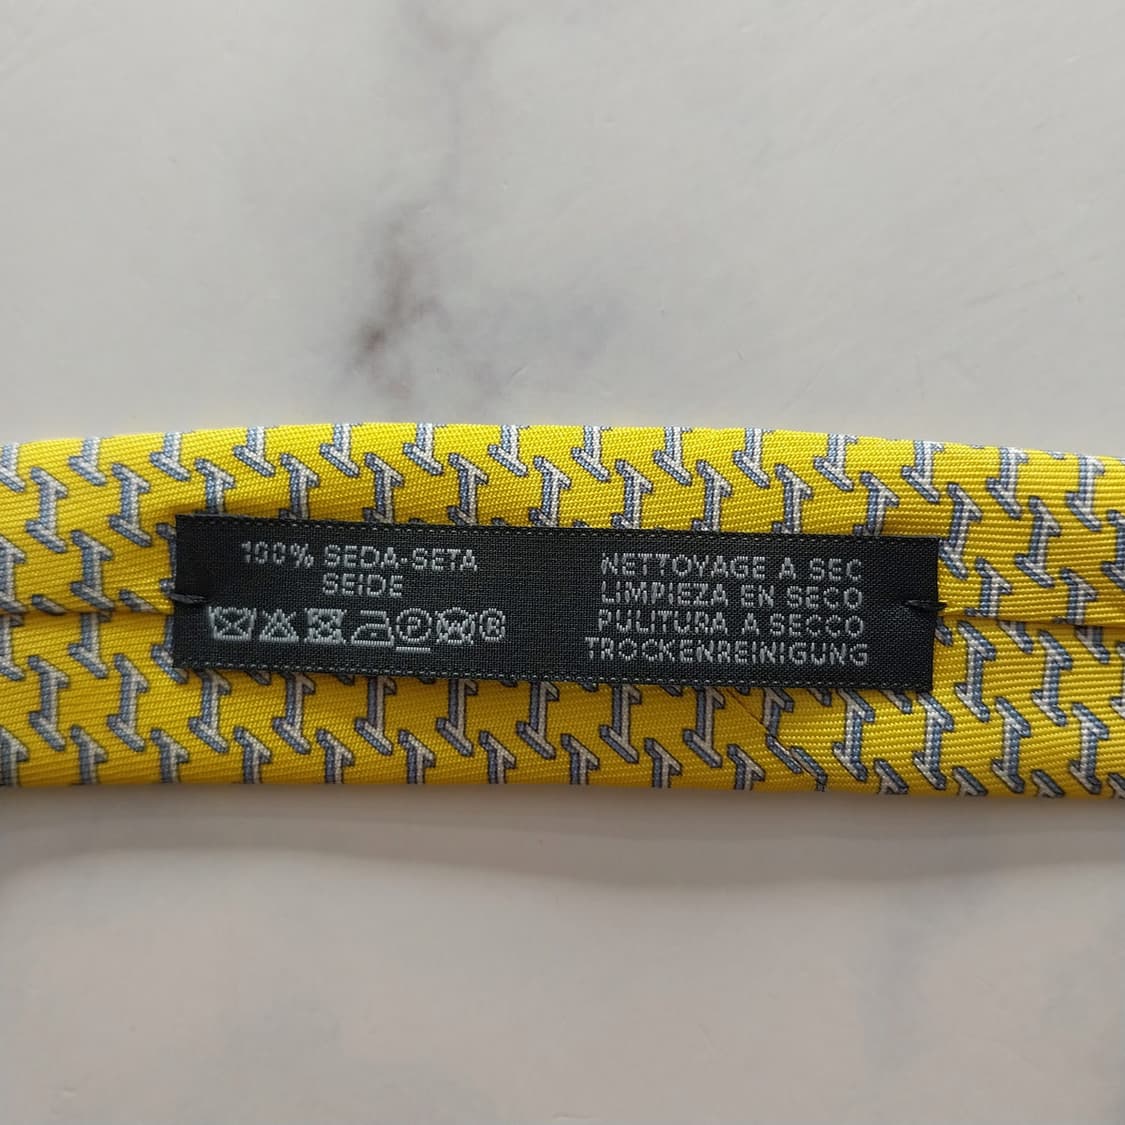 100% SEDA-SETA
SEIDE
P B
NETTOYAGE A SEC
LIMPIEZA EN SECO
PULITURA A SECCO
TROCKENREINIGUNG